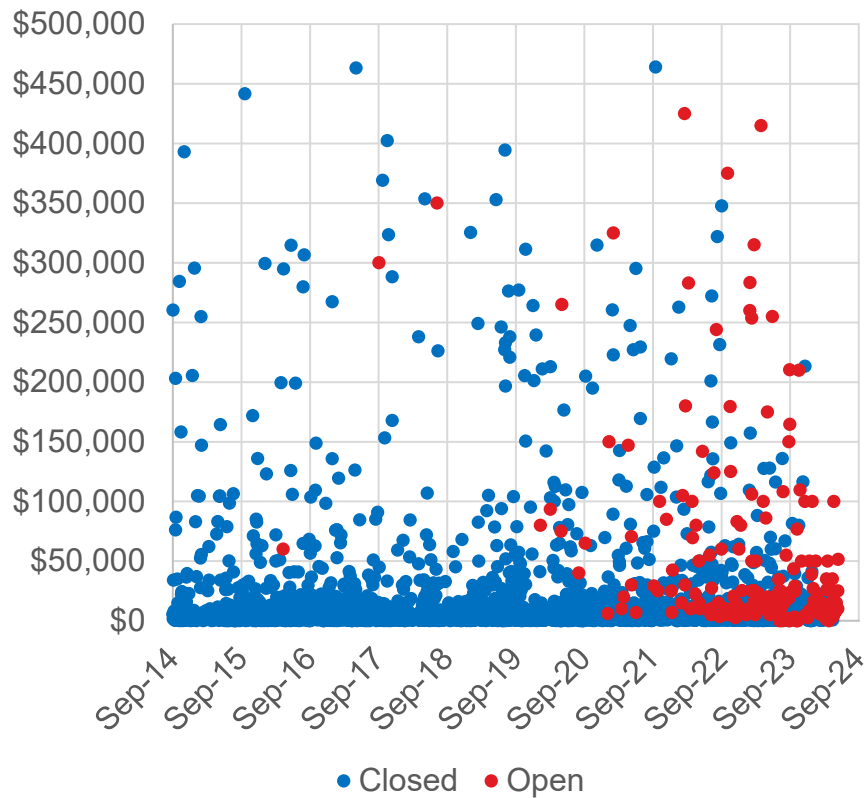 $500,000
$450,000
$400,000
$350,000
$300,000
$250,000
$200,000
$150,000
$100,000
$50,000
$0
Sep-14
Sep-15
Sep-16
Sep-17
Sep-18
Sep-19
Sep-20
Sep-21
Sep-22
Sep-23
Sep-24
Closed Open